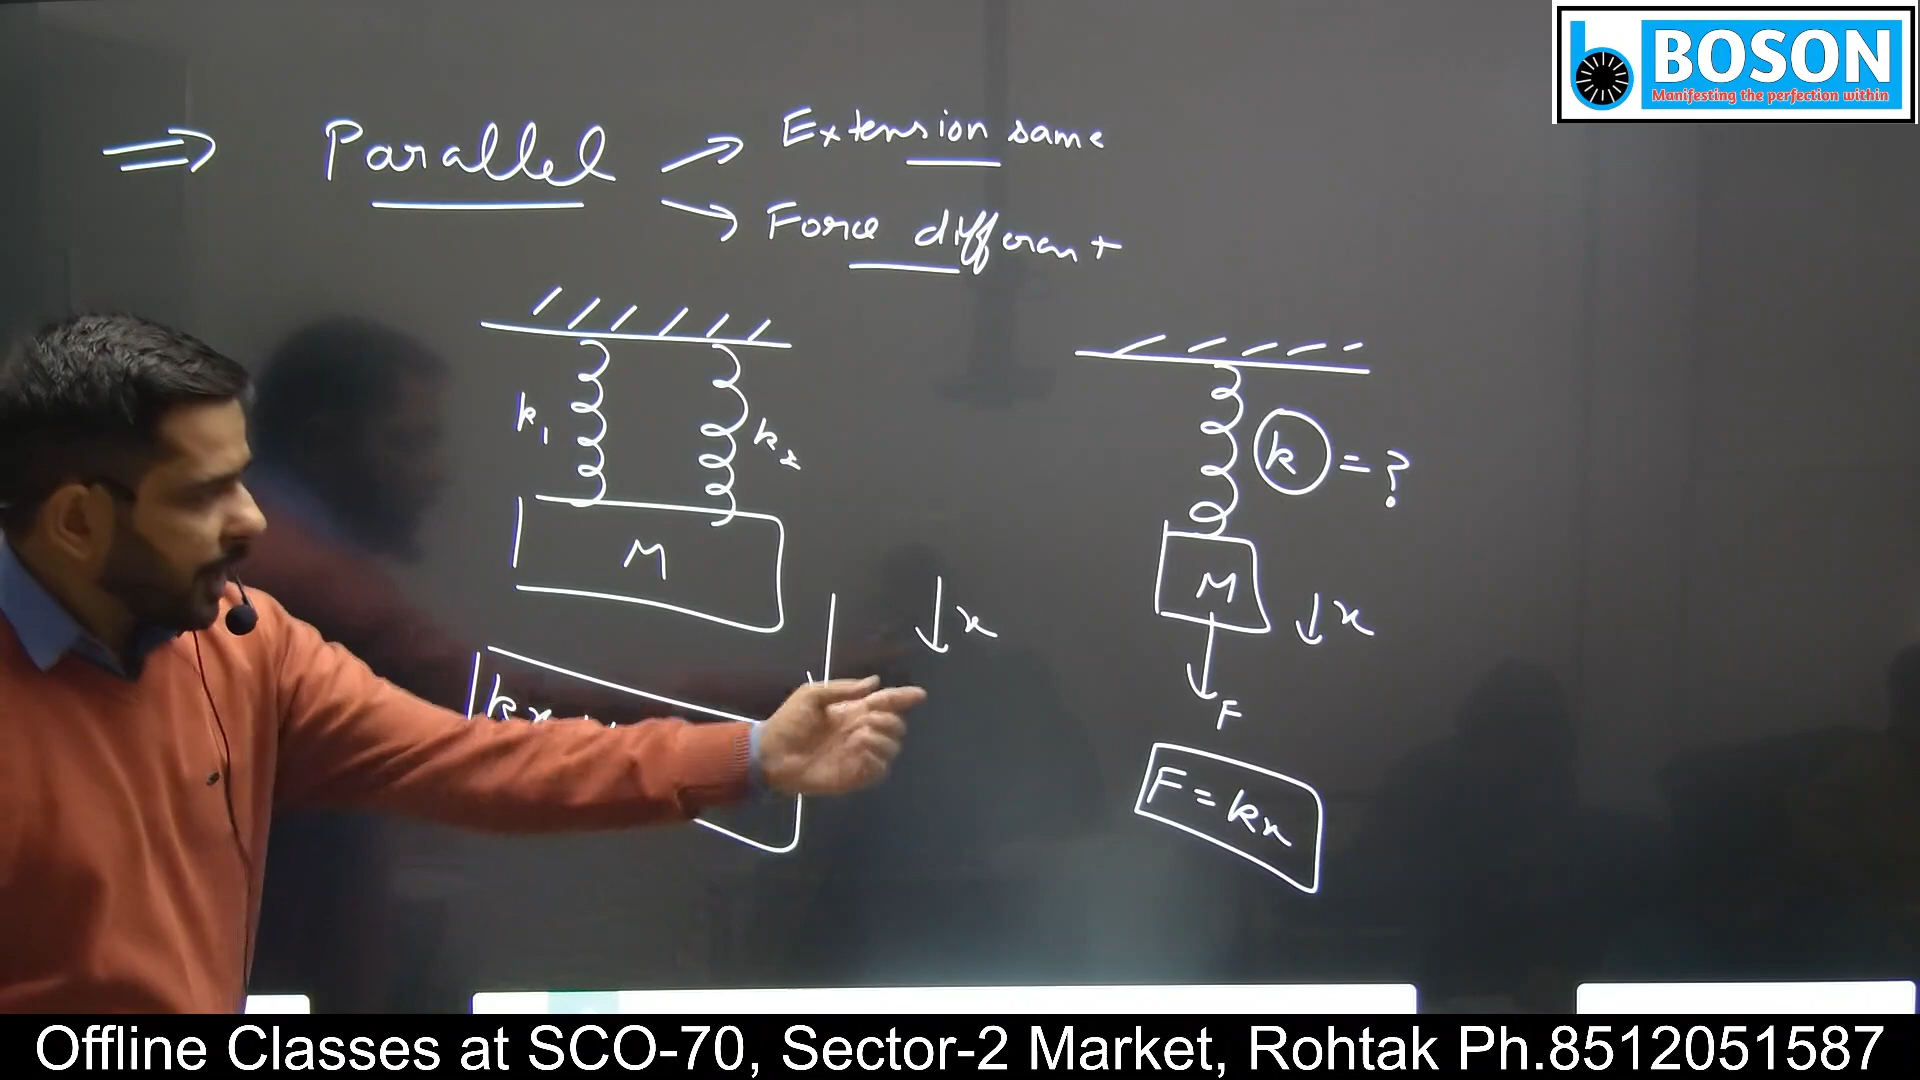 BOSON
Manifesting the perfection within
⇒ Parallel → Extension same
→ Force different
k₁ k₂
k = ?
M
M
↓x
↓x
F
kx
F = kx
Offline Classes at SCO-70, Sector-2 Market, Rohtak Ph.8512051587